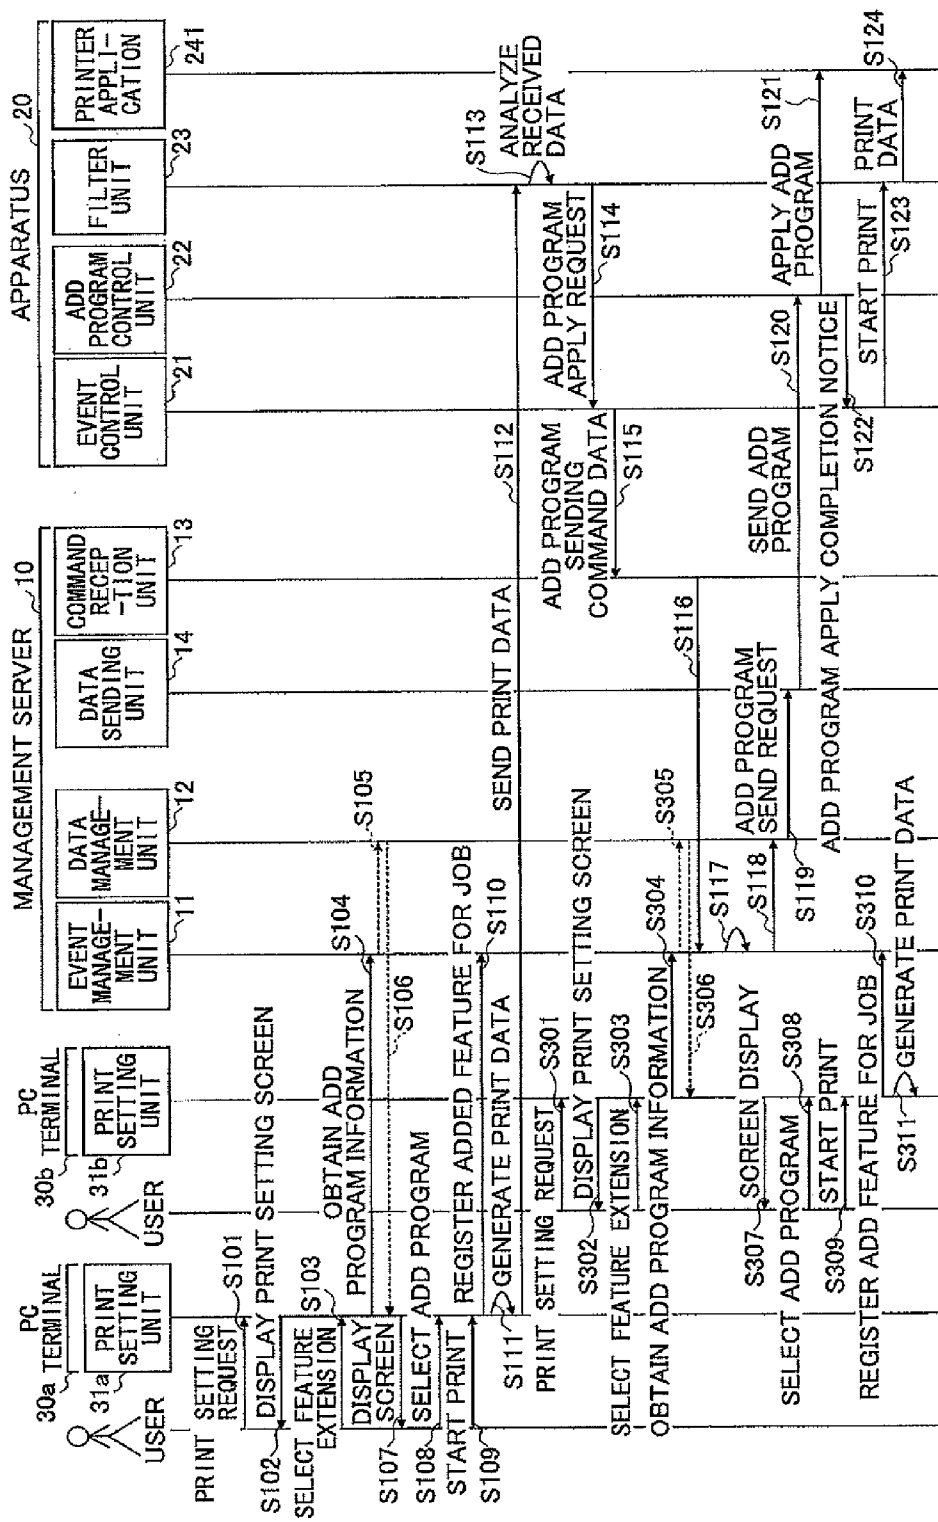 PC
30a TERMINAL
31a
PRINT
SETTING
UNIT
USER
PC
30b TERMINAL
31b
PRINT
SETTING
UNIT
USER
MANAGEMENT SERVER 10
EVENT
MANAGE-
MENT
UNIT
11
DATA
MANAGE-
MENT
UNIT
12
DATA
SENDING
UNIT
14
COMMAND
RECEP
-TION
UNIT
13
APPARATUS 20
EVENT
CONTROL
UNIT
21
ADD
PROGRAM
CONTROL
UNIT
22
FILTER
UNIT
23
PRINTER
APPLI-
CATION
241
PRINT SETTING
REQUEST
S101
DISPLAY PRINT SETTING SCREEN
S102
SELECT FEATURE
EXTENSION
S103
OBTAIN ADD
PROGRAM INFORMATION
S104
S105
S106
DISPLAY
SCREEN
S107
SELECT ADD PROGRAM
S108
START PRINT
S109
REGISTER ADDED FEATURE FOR JOB
S110
GENERATE PRINT DATA
S111
SEND PRINT DATA
S112
S113
ANALYZE
RECEIVED
DATA
ADD PROGRAM
APPLY REQUEST
S114
ADD PROGRAM
SENDING
COMMAND DATA
S115
PRINT SETTING REQUEST
S301
DISPLAY PRINT SETTING SCREEN
S302
SELECT FEATURE EXTENSION
S303
OBTAIN ADD PROGRAM INFORMATION
S304
S305
S306
S116
S117
S118
ADD PROGRAM
SEND REQUEST
S119
SCREEN DISPLAY
S307
SELECT ADD PROGRAM
S308
START PRINT
S309
SEND ADD
PROGRAM
S120
APPLY ADD
PROGRAM
S121
ADD PROGRAM APPLY COMPLETION NOTICE
S122
START PRINT
S123
PRINT
DATA
S124
REGISTER ADD FEATURE FOR JOB
S310
GENERATE PRINT DATA
S311